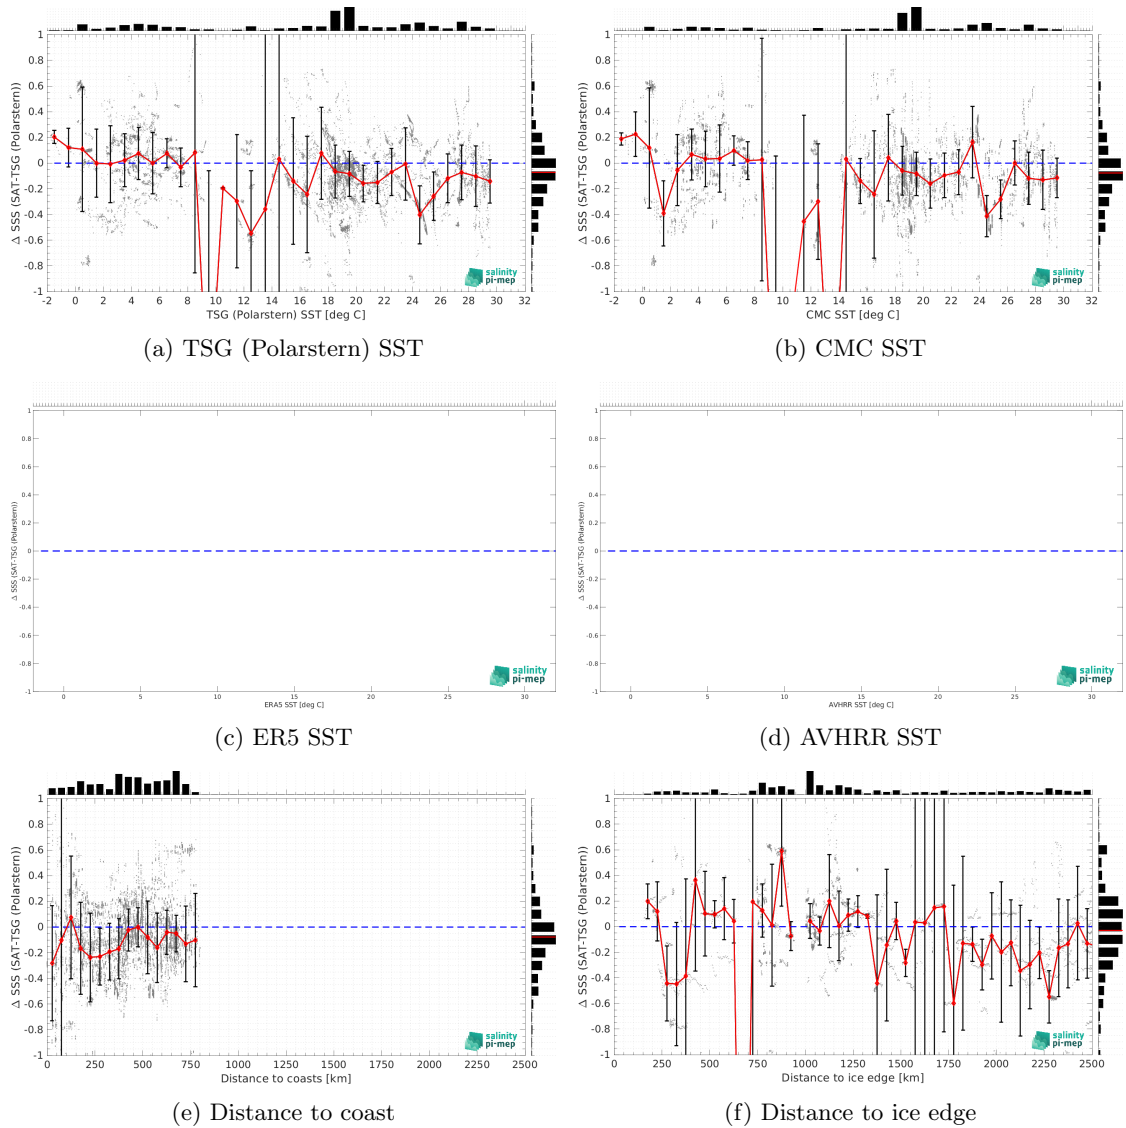 1
0.8
0.6
0.4
0.2
0
-0.2
-0.4
-0.6
-0.8
-1
Δ SSS (SAT-TSG (Polarstern))
salinity
pi-mep
-2 0 2 4 6 8 10 12 14 16 18 20 22 24 26 28 30 32
TSG (Polarstern) SST [deg C]
(a) TSG (Polarstern) SST
1
0.8
0.6
0.4
0.2
0
-0.2
-0.4
-0.6
-0.8
-1
Δ SSS (SAT-TSG (Polarstern))
salinity
pi-mep
-2 0 2 4 6 8 10 12 14 16 18 20 22 24 26 28 30 32
CMC SST [deg C]
(b) CMC SST
1
0.8
0.6
0.4
0.2
0
-0.2
-0.4
-0.6
-0.8
-1
Δ SSS (SAT-TSG (Polarstern))
salinity
pi-mep
0 5 10 15 20 25 30
ERA5 SST [deg C]
(c) ER5 SST
1
0.8
0.6
0.4
0.2
0
-0.2
-0.4
-0.6
-0.8
-1
Δ SSS (SAT-TSG (Polarstern))
salinity
pi-mep
0 5 10 15 20 25 30
AVHRR SST [deg C]
(d) AVHRR SST
1
0.8
0.6
0.4
0.2
0
-0.2
-0.4
-0.6
-0.8
-1
Δ SSS (SAT-TSG (Polarstern))
salinity
pi-mep
0 250 500 750 1000 1250 1500 1750 2000 2250 2500
Distance to coasts [km]
(e) Distance to coast
1
0.8
0.6
0.4
0.2
0
-0.2
-0.4
-0.6
-0.8
-1
Δ SSS (SAT-TSG (Polarstern))
salinity
pi-mep
0 250 500 750 1000 1250 1500 1750 2000 2250 2500
Distance to ice edge [km]
(f) Distance to ice edge